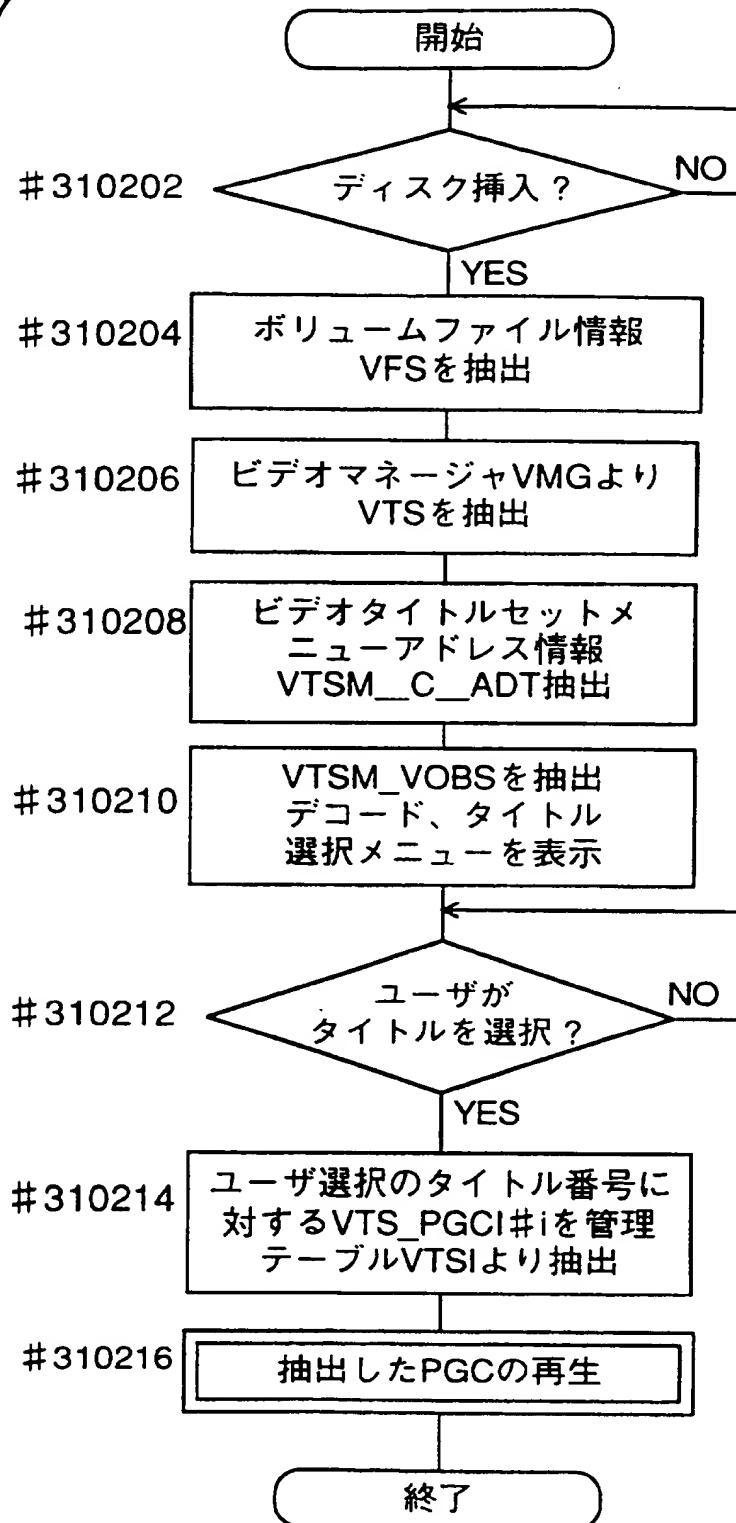 開始
#310202
ディスク挿入?
NO
YES
#310204
ボリュームファイル情報
VFSを抽出
#310206
ビデオマネージャVMGより
VTSを抽出
#310208
ビデオタイトルセットメ
ニューアドレス情報
VTSM__C__ADT抽出
#310210
VTSM_VOBSを抽出
デコード、タイトル
選択メニューを表示
#310212
ユーザが
タイトルを選択?
NO
YES
#310214
ユーザ選択のタイトル番号に
対するVTS_PGCI#iを管理
テーブルVTSIより抽出
#310216
抽出したPGCの再生
終了